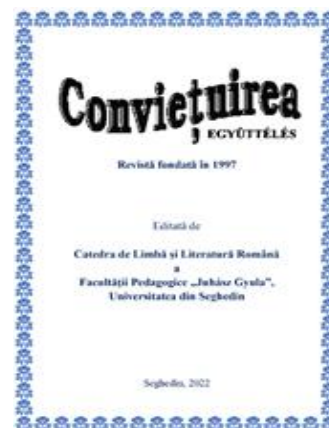 Conviețuirea
EGYÜTTÉLÉS
Revistă fondată în 1997
Editată de
Catedra de Limbă și Literatură Română
a
Facultății Pedagogice „Juhász Gyula”,
Universitatea din Seghedin
Seghedin, 2022